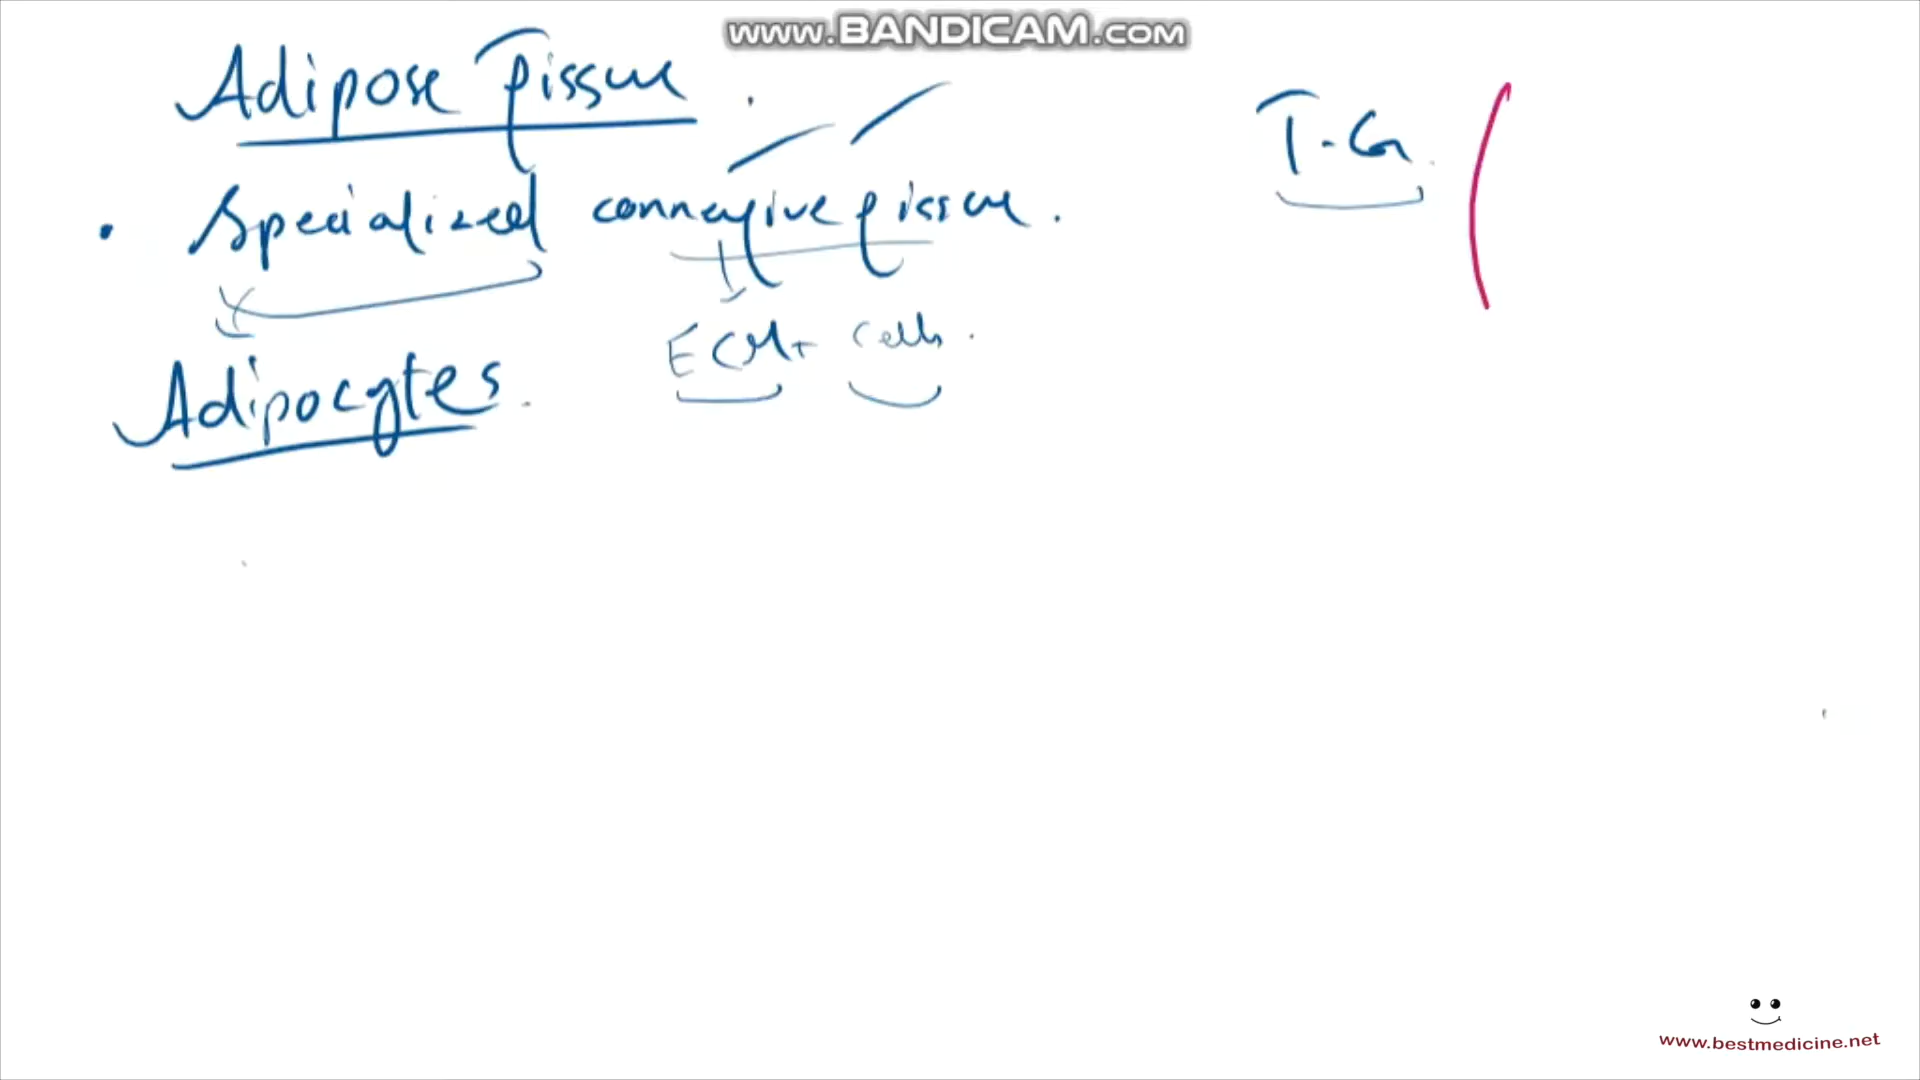 www.BANDICAM.com
Adipose Tissue.
T-G.
• Specialized connective tissue.
ECM + Cells.
Adipocytes.
www.bestmedicine.net